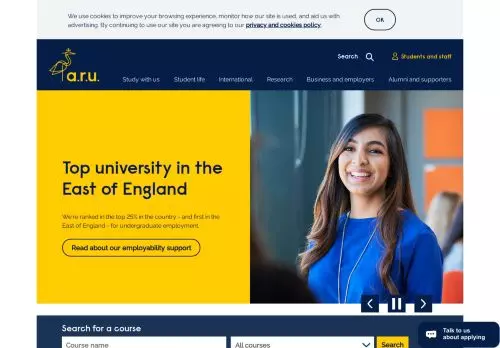 We use cookies to improve your browsing experience, monitor how our site is used, and aid us with
advertising. By continuing to use our site you are agreeing to our privacy and cookies policy.
OK
Search
Students and staff
a.r.u.
Study with us
Student life
International
Research
Business and employers
Alumni and supporters
Top university in the
East of England
We're ranked in the top 25% in the country - and first in the
East of England - for undergraduate employment.
Read about our employability support
Talk to us
about applying
Search for a course
Course name
All courses
Search